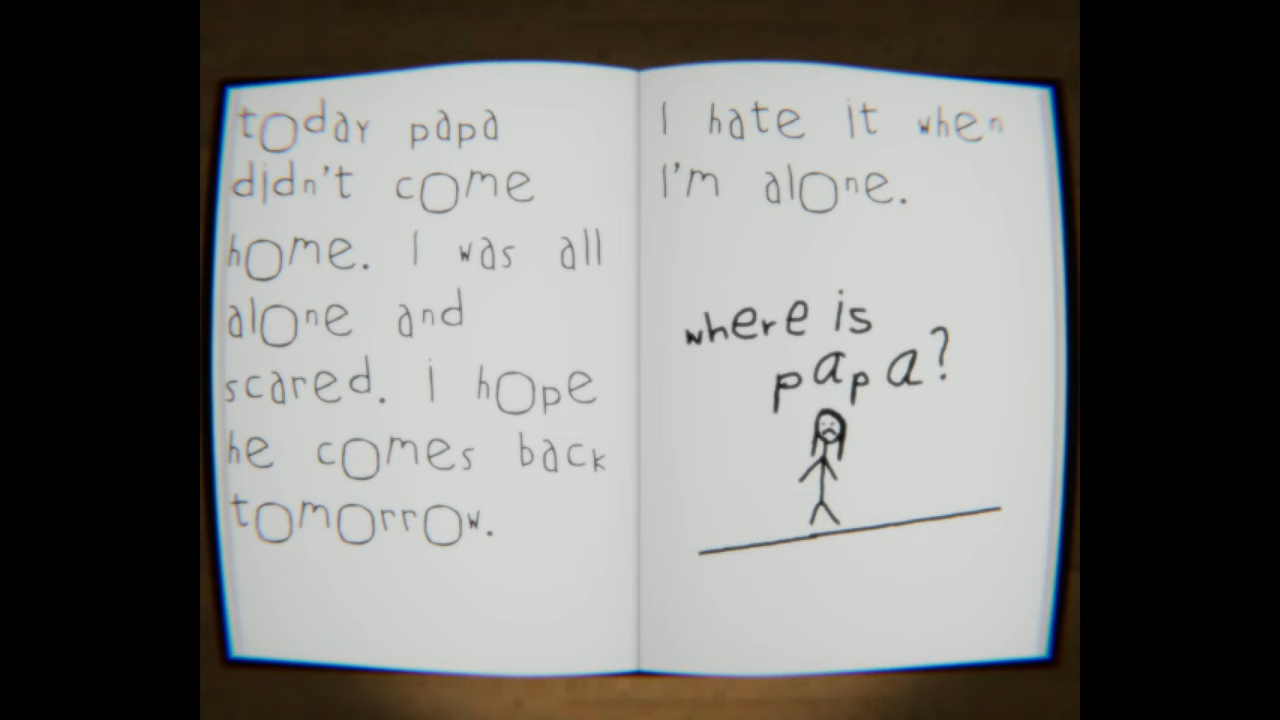 today papa
didn't come
home. I was all
alone and
scared. i hope
he comes back
tomorrow.
I hate it when
I'm alone.
where is
papa?